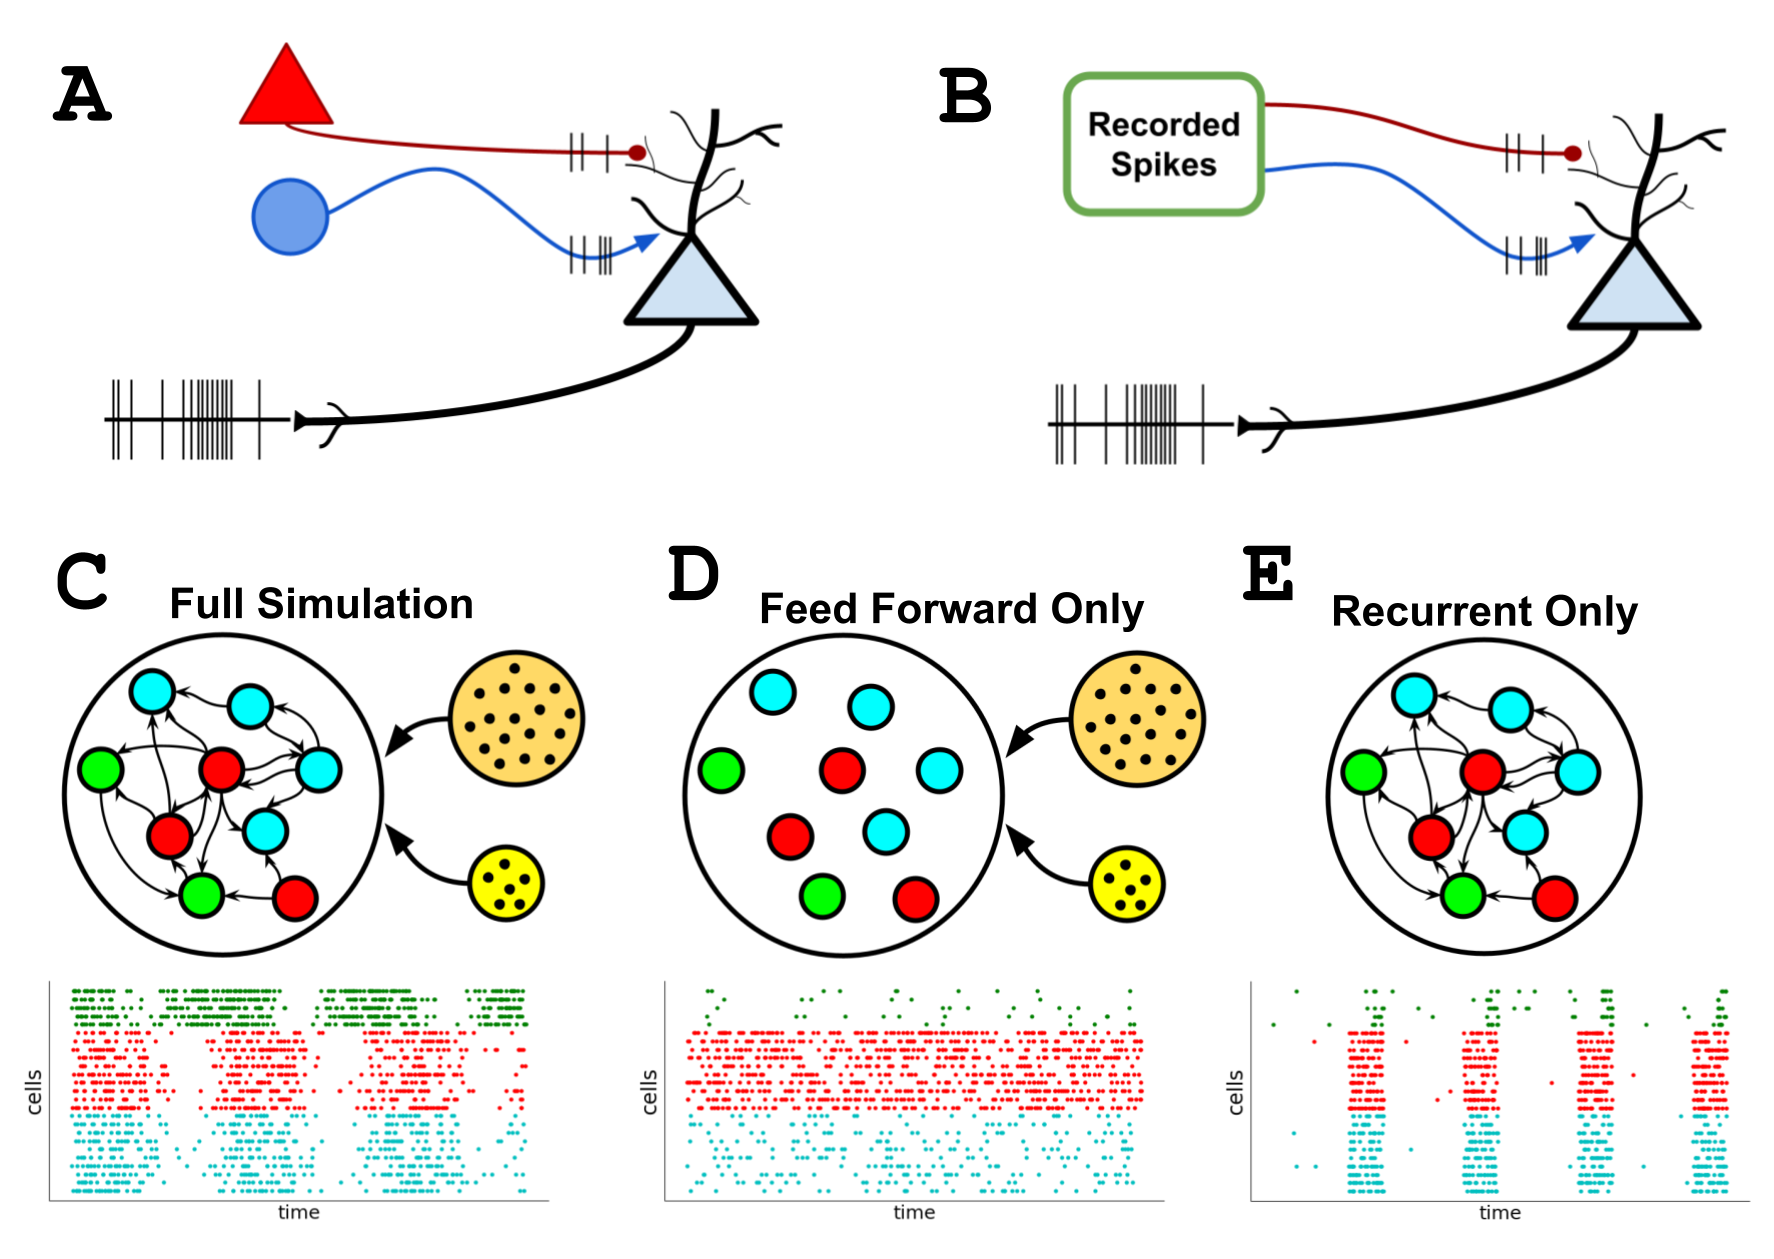 A
B
Recorded
Spikes
C
Full Simulation
D
Feed Forward Only
E
Recurrent Only
cells
time
cells
time
cells
time